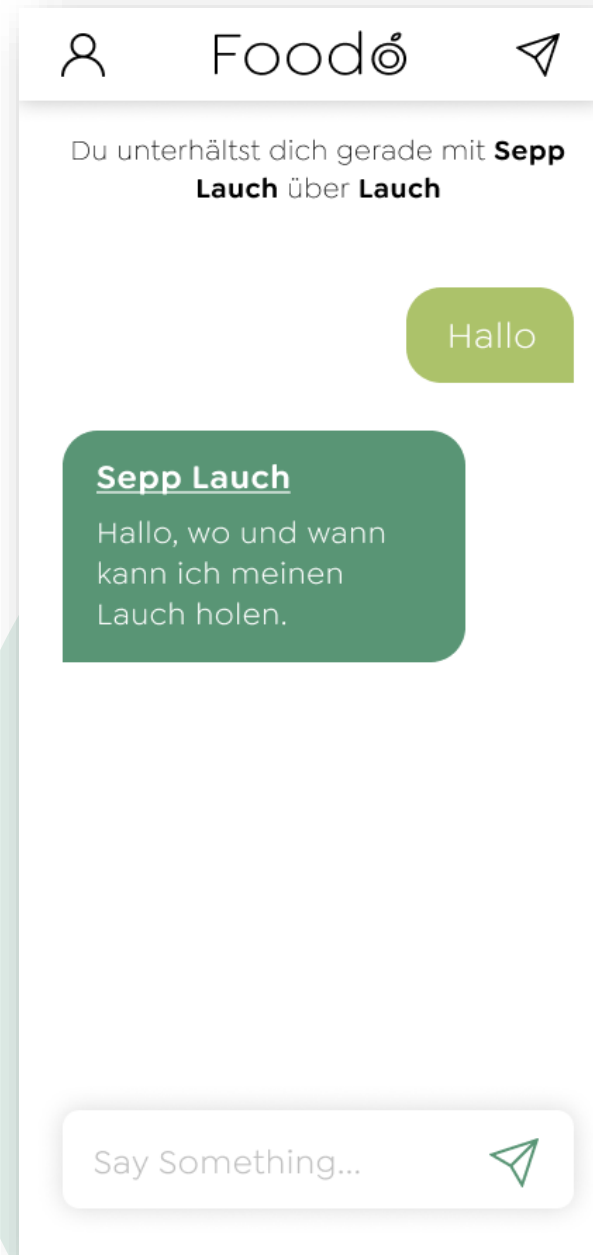 Foodo
Du unterhältst dich gerade mit Sepp
Lauch über Lauch
Hallo
Sepp Lauch
Hallo, wo und wann
kann ich meinen
Lauch holen.
Say Something...